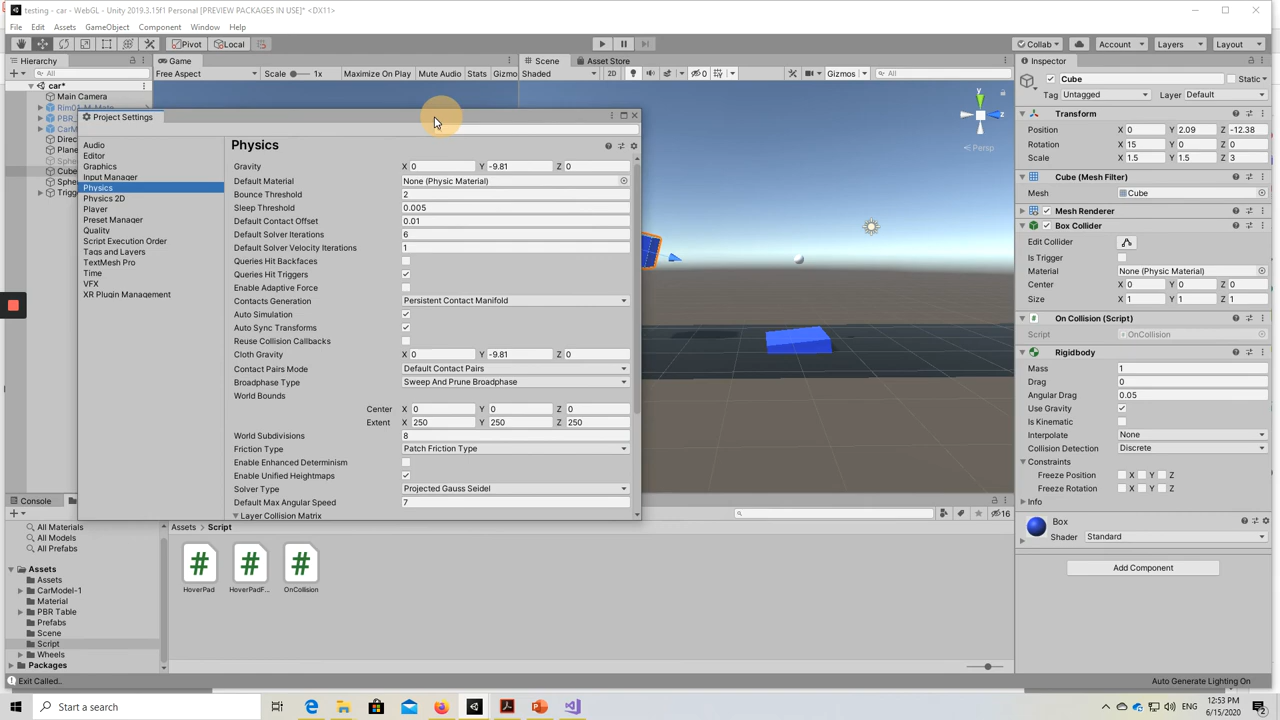 testing - car - WebGL - Unity 2019.3.15f1 Personal [PREVIEW PACKAGES IN USE]* <DX11>
File Edit Assets GameObject Component Window Help
Pivot Local Collab Account Layers Layout
Hierarchy Game Scene Asset Store Inspector
All Free Aspect Scale 1x Maximize On Play Mute Audio Stats Gizmo Shaded 2D 0 Gizmos All
Cube Static
car*
Main Camera
Tag Untagged Layer Default
Project Settings
Transform
Position X 0 Y 2.09 Z -12.38
Rotation X 15 Y 0 Z 0
Scale X 1.5 Y 1.5 Z 3
Cube (Mesh Filter)
Mesh Cube
Mesh Renderer
Box Collider
Edit Collider
Is Trigger
Material None (Physic Material)
Center X 0 Y 0 Z 0
Size X 1 Y 1 Z 1
On Collision (Script)
Script OnCollision
Rigidbody
Mass 1
Drag 0
Angular Drag 0.05
Use Gravity
Is Kinematic
Interpolate None
Collision Detection Discrete
Constraints
Freeze Position X Y Z
Freeze Rotation X Y Z
Info
Box
Shader Standard
Add Component
y
z
Persp
Audio
Editor
Graphics
Input Manager
Physics
Physics 2D
Player
Preset Manager
Quality
Script Execution Order
Tags and Layers
TextMesh Pro
Time
VFX
XR Plugin Management
Physics
Gravity X 0 Y -9.81 Z 0
Default Material None (Physic Material)
Bounce Threshold 2
Sleep Threshold 0.005
Default Contact Offset 0.01
Default Solver Iterations 6
Default Solver Velocity Iterations 1
Queries Hit Backfaces
Queries Hit Triggers
Enable Adaptive Force
Contacts Generation Persistent Contact Manifold
Auto Simulation
Auto Sync Transforms
Reuse Collision Callbacks
Cloth Gravity X 0 Y -9.81 Z 0
Contact Pairs Mode Default Contact Pairs
Broadphase Type Sweep And Prune Broadphase
World Bounds
Center X 0 Y 0 Z 0
Extent X 250 Y 250 Z 250
World Subdivisions 8
Friction Type Patch Friction Type
Enable Enhanced Determinism
Enable Unified Heightmaps
Solver Type Projected Gauss Seidel
Default Max Angular Speed 7
Layer Collision Matrix
Console
16
All Materials
All Models
All Prefabs
Assets
Assets
CarModel-1
Material
PBR Table
Prefabs
Scene
Script
Wheels
Packages
Assets Script
HoverPad HoverPadF... OnCollision
Exit Called.. Auto Generate Lighting On
Start a search
ENG 12:53 PM
6/15/2020
2